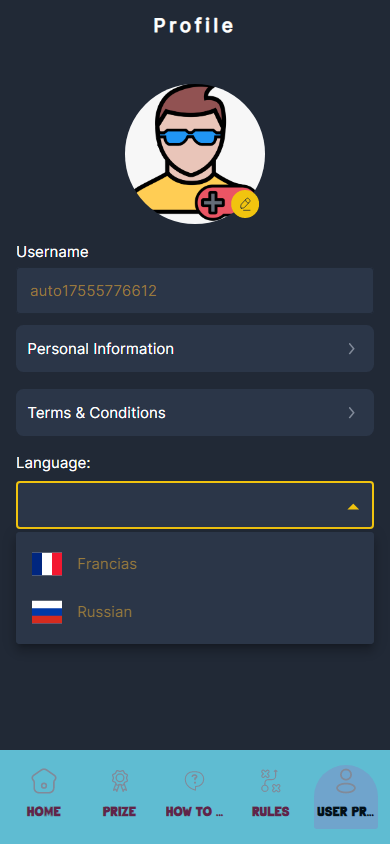 Profile
Username
auto17555776612
Personal Information
Terms & Conditions
Language:
Francias
Russian
HOME PRIZE HOW TO ... RULES USER PR...